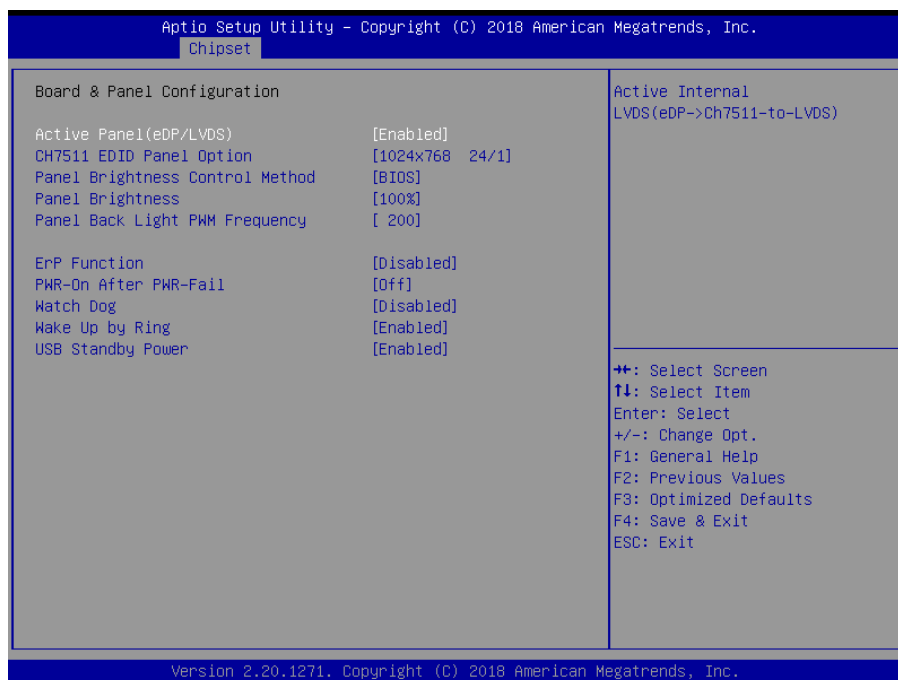 Aptio Setup Utility – Copyright (C) 2018 American Megatrends, Inc.
Chipset
Board & Panel Configuration
Active Panel(eDP/LVDS) [Enabled]
CH7511 EDID Panel Option [1024x768 24/1]
Panel Brightness Control Method [BIOS]
Panel Brightness [100%]
Panel Back Light PWM Frequency [ 200]
ErP Function [Disabled]
PWR-On After PWR-Fail [Off]
Watch Dog [Disabled]
Wake Up by Ring [Enabled]
USB Standby Power [Enabled]
Active Internal
LVDS(eDP->Ch7511-to-LVDS)
→←: Select Screen
↑↓: Select Item
Enter: Select
+/-: Change Opt.
F1: General Help
F2: Previous Values
F3: Optimized Defaults
F4: Save & Exit
ESC: Exit
Version 2.20.1271. Copyright (C) 2018 American Megatrends, Inc.